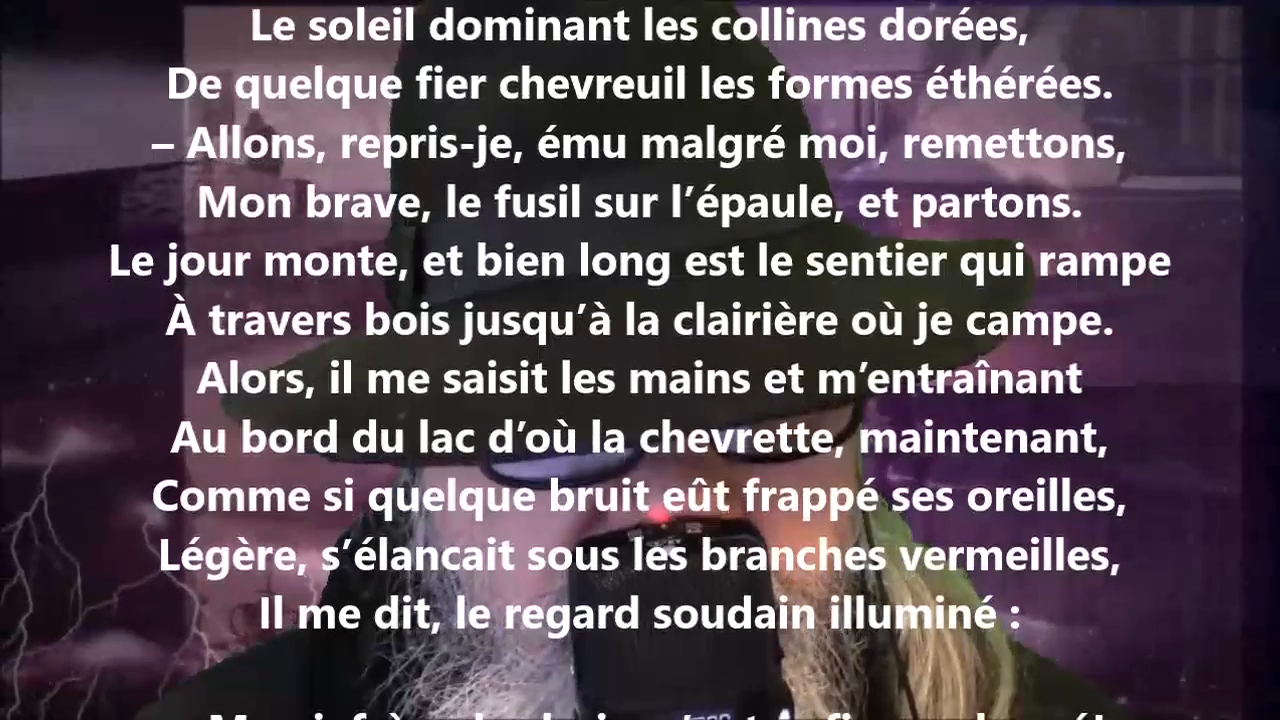 Le soleil dominant les collines dorées,
De quelque fier chevreuil les formes éthérées.
– Allons, repris-je, ému malgré moi, remettons,
Mon brave, le fusil sur l’épaule, et partons.
Le jour monte, et bien long est le sentier qui rampe
À travers bois jusqu’à la clairière où je campe.
Alors, il me saisit les mains et m’entraînant
Au bord du lac d’où la chevrette, maintenant,
Comme si quelque bruit eût frappé ses oreilles,
Légère, s’élancait sous les branches vermeilles,
Il me dit, le regard soudain illuminé :